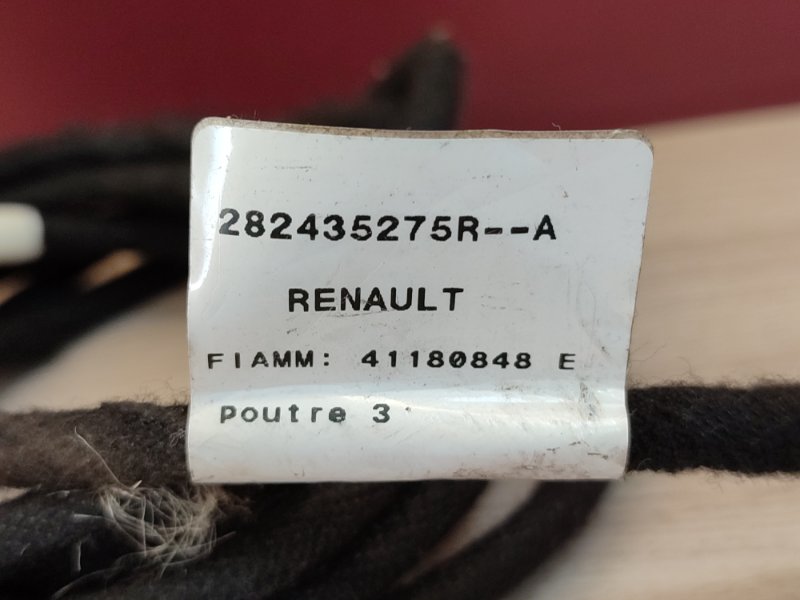 282435275R--A
RENAULT
FIAMM: 41180848 E
Poutre 3